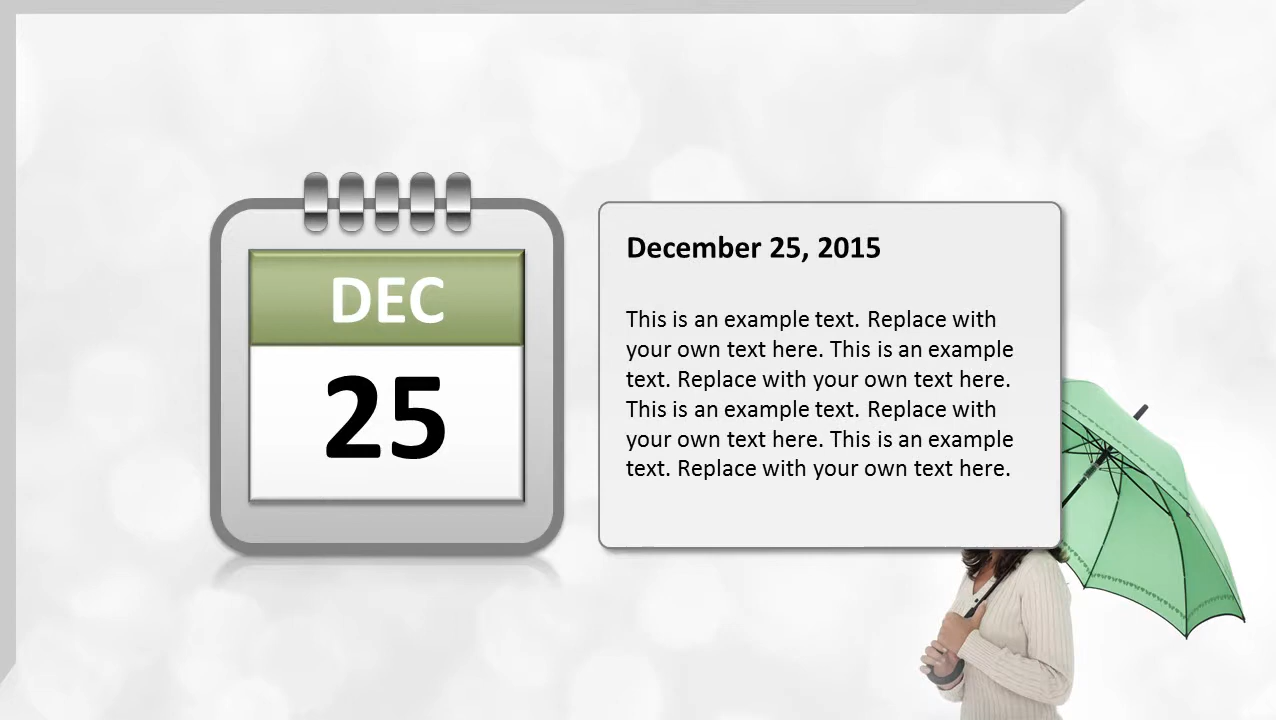 DEC
25
December 25, 2015
This is an example text. Replace with
your own text here. This is an example
text. Replace with your own text here.
This is an example text. Replace with
your own text here. This is an example
text. Replace with your own text here.